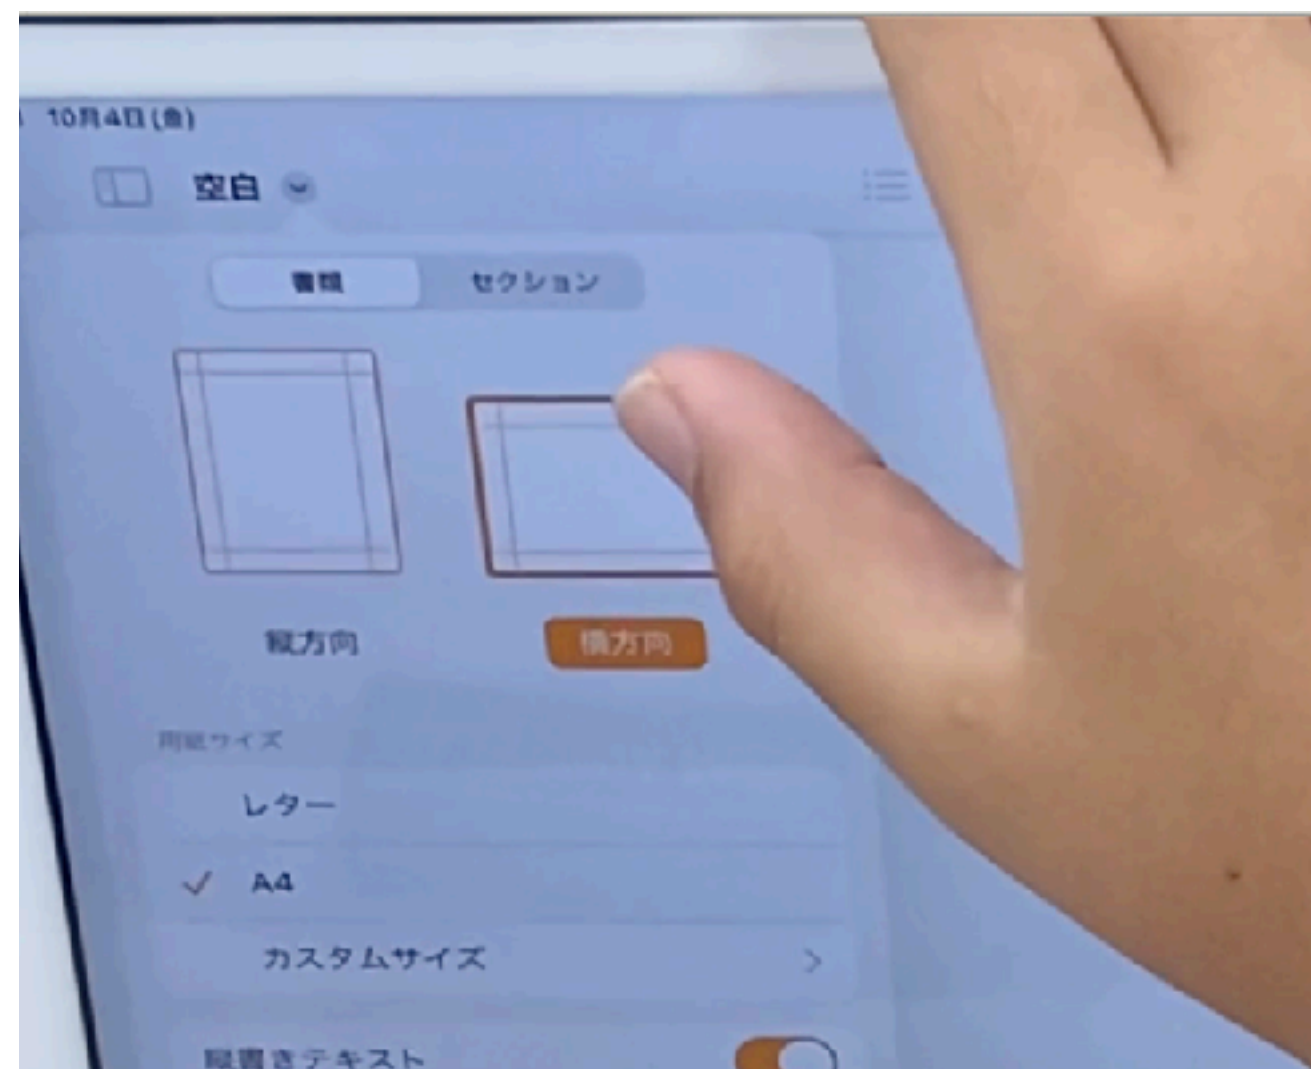 10月4日(金)
空白
書類 セクション
縦方向 横方向
用紙サイズ
レター
A4
カスタムサイズ
縦書きテキスト